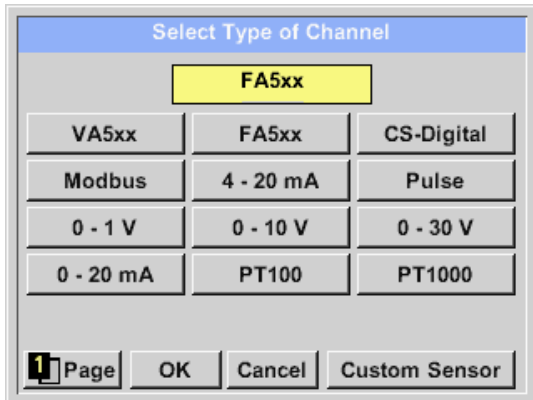 Select Type of Channel
FA5xx
VA5xx FA5xx CS-Digital
Modbus 4 - 20 mA Pulse
0 - 1 V 0 - 10 V 0 - 30 V
0 - 20 mA PT100 PT1000
1 Page OK Cancel Custom Sensor